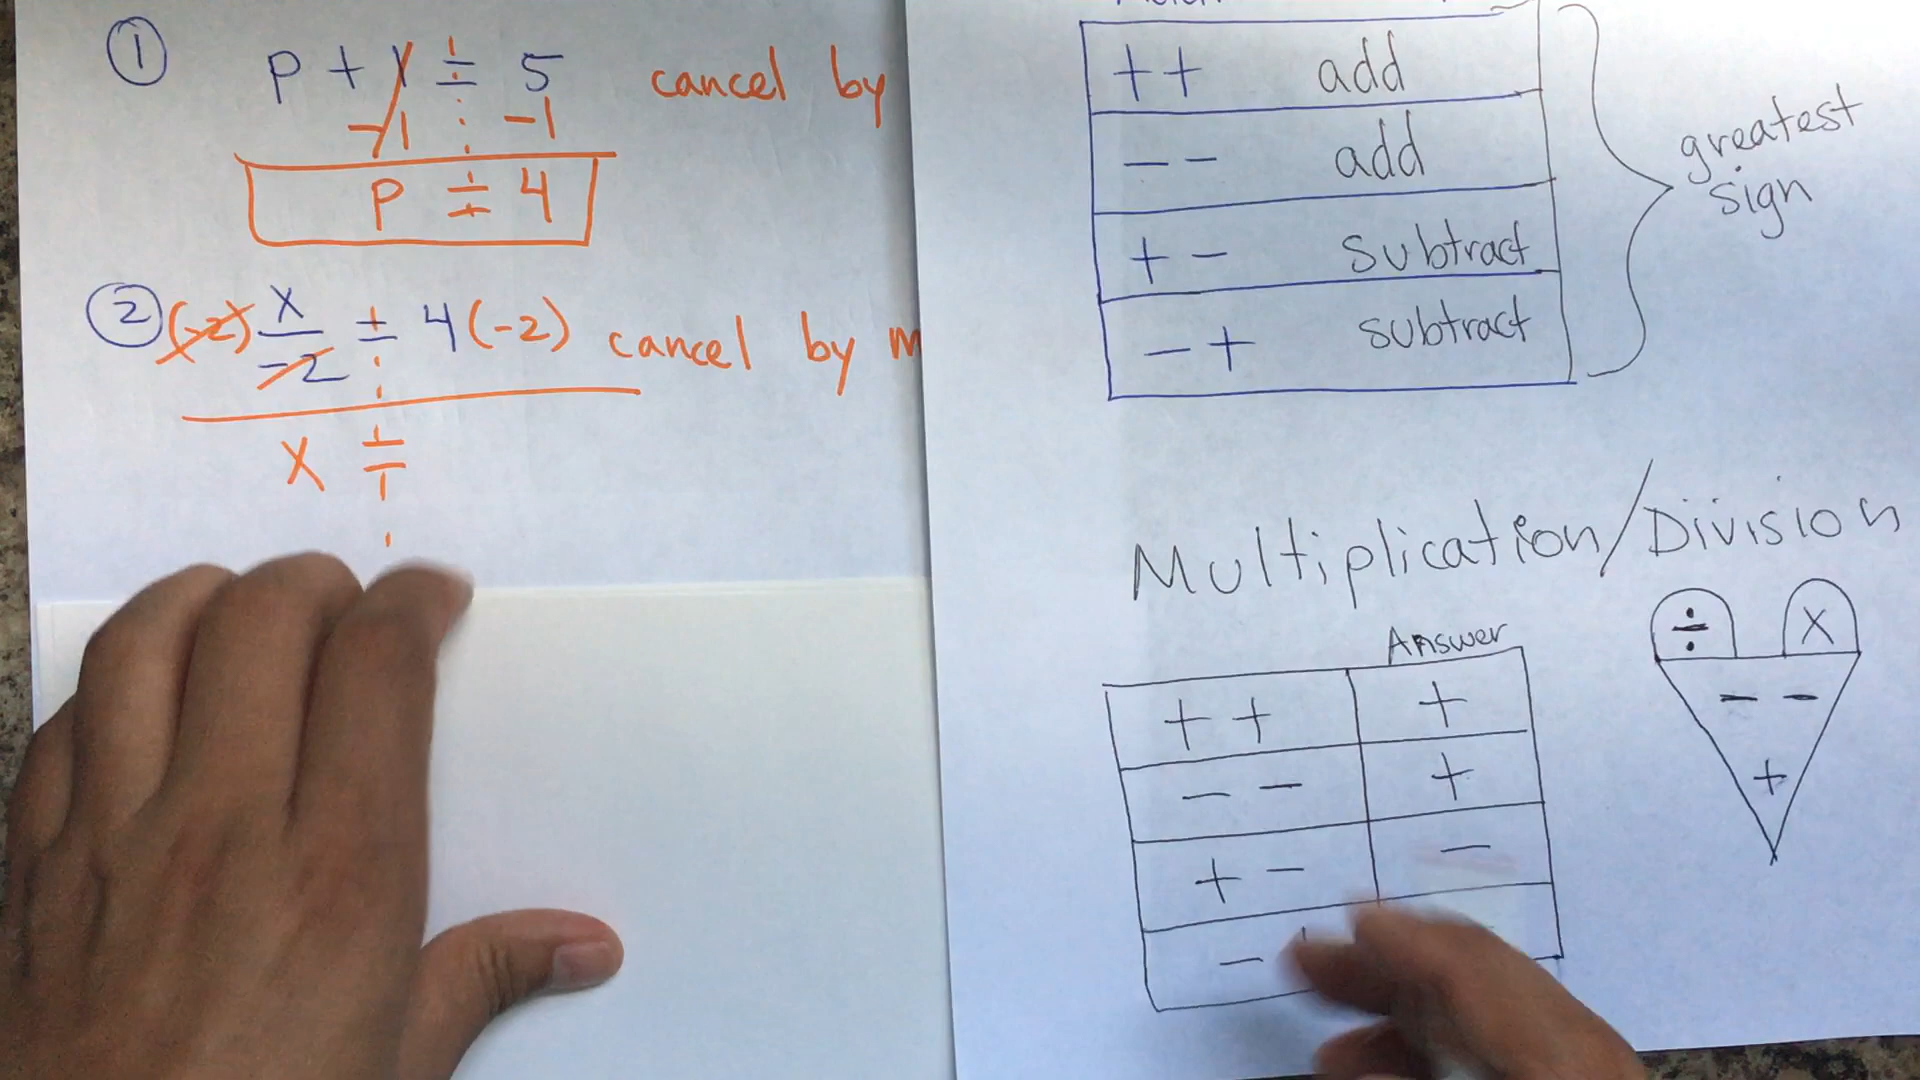 ① p + 1 = 5 cancel by
-1 -1
p = 4
② (-2) x/-2 = 4 (-2) cancel by m
x =
+ + add
- - add
+ - subtract
- + subtract
greatest
sign
Multiplication/Division
Answer
+ + +
- - +
+ - -
-
÷ x
- -
+